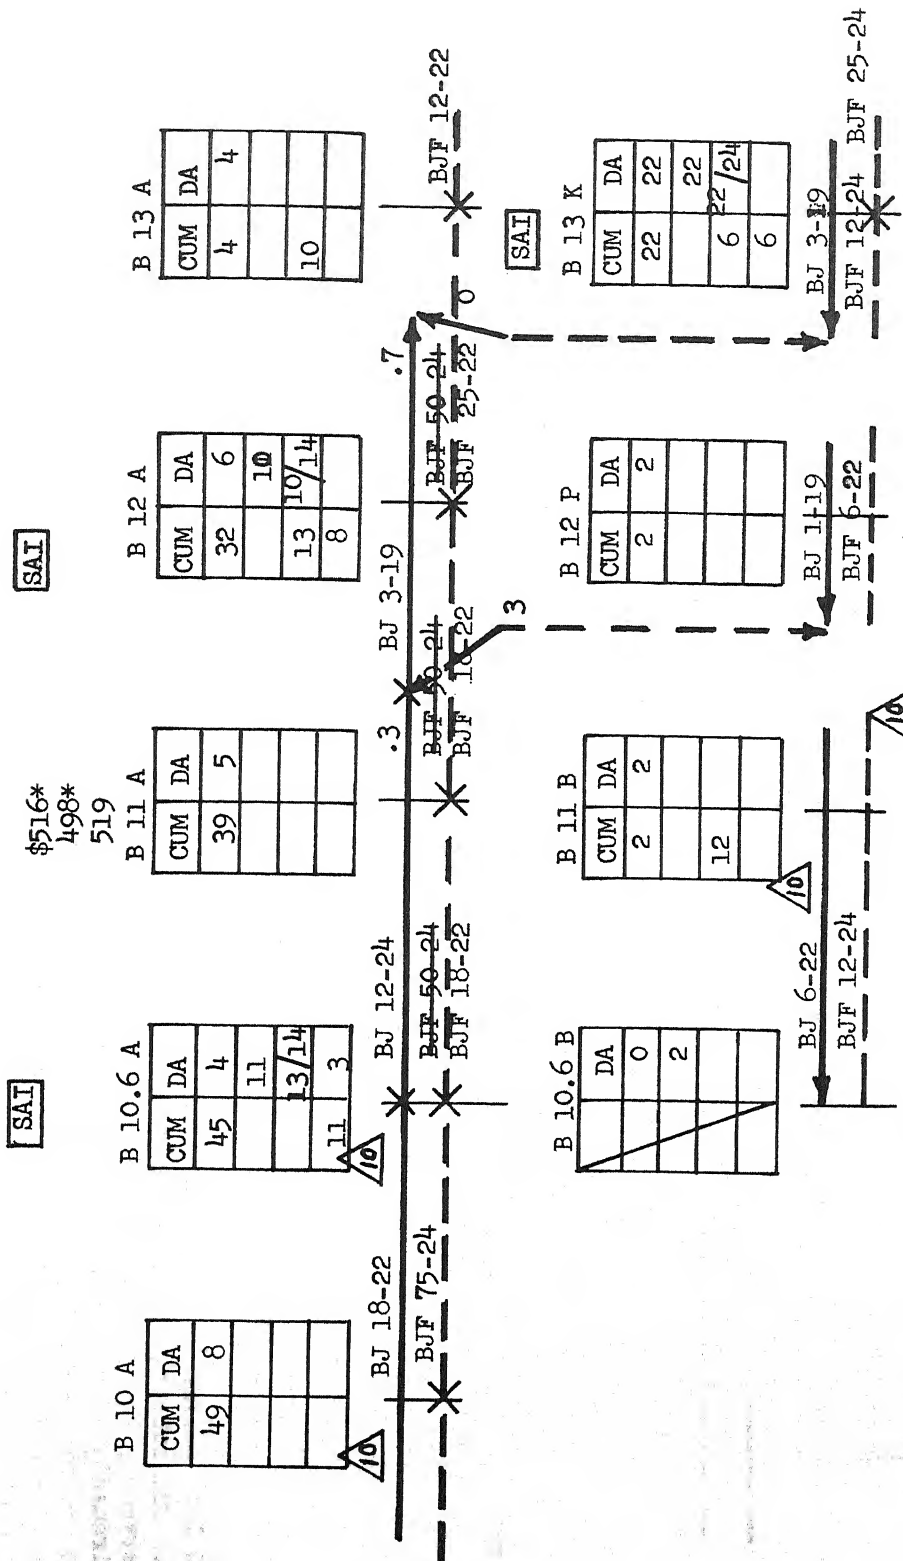 SAI
SAI
$516*
498*
519
B 10 A
CUM DA
49 8
10
B 10.6 A
CUM DA
45 4
11
13/14
11 3
10
B 11 A
CUM DA
39 5
B 12 A
CUM DA
32 6
10
13 10/14
8
B 13 A
CUM DA
4 4
10
BJ 18-22
BJ 12-24
.3
BJ 3-19
.7
BJF 75-24
BJF 50-24
BJF 18-22
BJF 50-24
BJF 18-22
BJF 50-24
BJF 25-22
0
BJF 12-22
3
SAI
B 10.6 B
DA
0
2
B 11 B
CUM DA
2 2
12
10
B 12 P
CUM DA
2 2
B 13 K
CUM DA
22 22
22
6 22/24
6
BJ 6-22
BJF 12-24
10
BJ 1-19
BJF 6-22
BJ 3-19
BJF 12-24
BJF 25-24